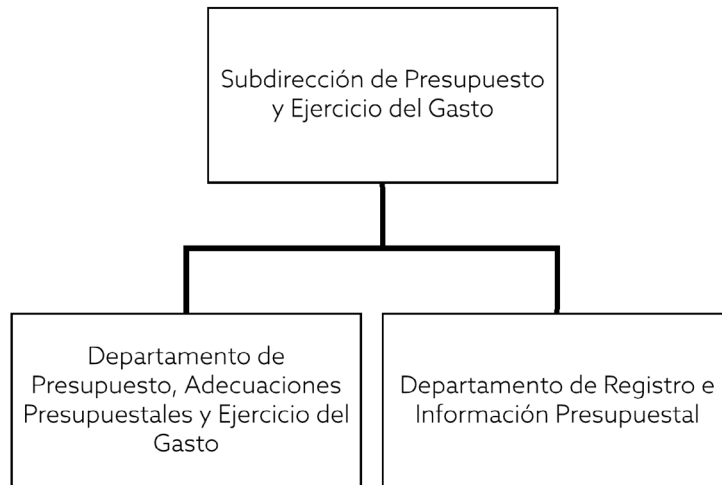 Subdirección de Presupuesto
y Ejercicio del Gasto
Departamento de
Presupuesto, Adecuaciones
Presupuestales y Ejercicio del
Gasto
Departamento de Registro e
Información Presupuestal